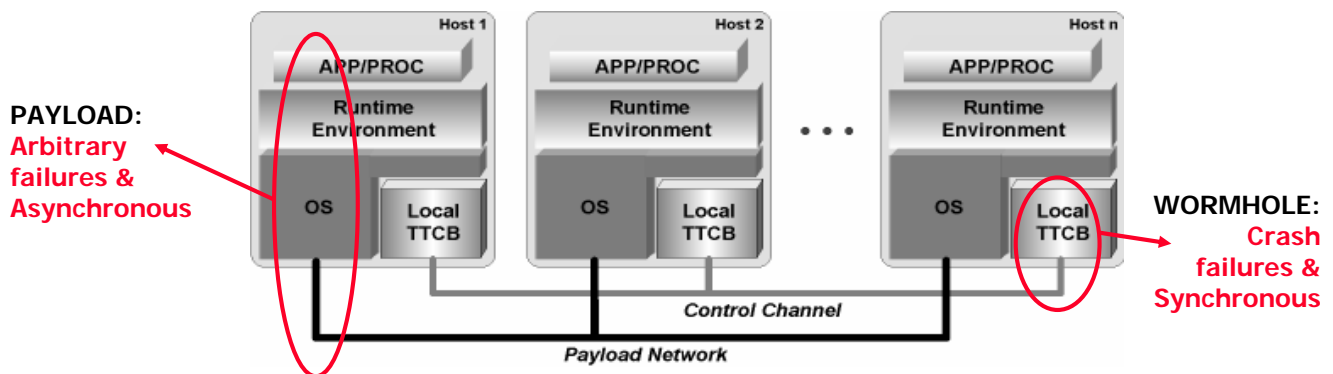 Host 1
APP/PROC
Runtime
Environment
OS
Local
TTCB
Host 2
APP/PROC
Runtime
Environment
OS
Local
TTCB
• • •
Host n
APP/PROC
Runtime
Environment
OS
Local
TTCB
PAYLOAD:
Arbitrary
failures &
Asynchronous
WORMHOLE:
Crash
failures &
Synchronous
Control Channel
Payload Network